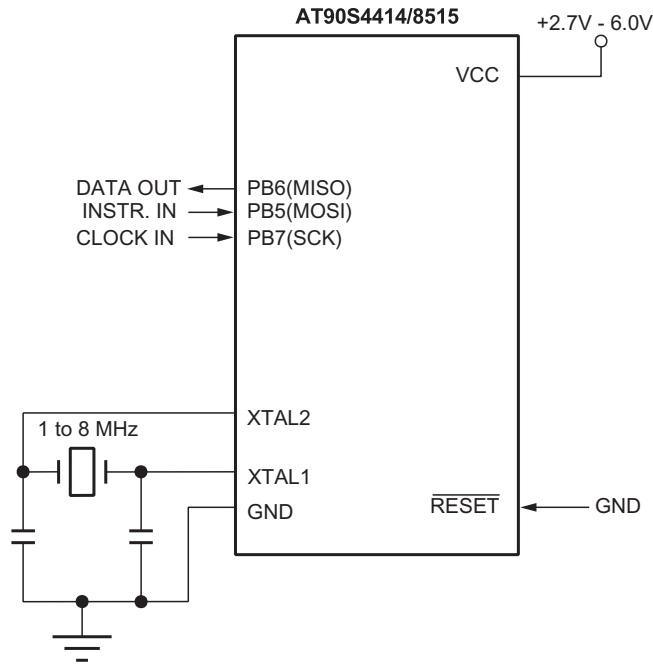 AT90S4414/8515
+2.7V - 6.0V
VCC
DATA OUT
PB6(MISO)
INSTR. IN
PB5(MOSI)
CLOCK IN
PB7(SCK)
XTAL2
1 to 8 MHz
XTAL1
GND
RESET
GND